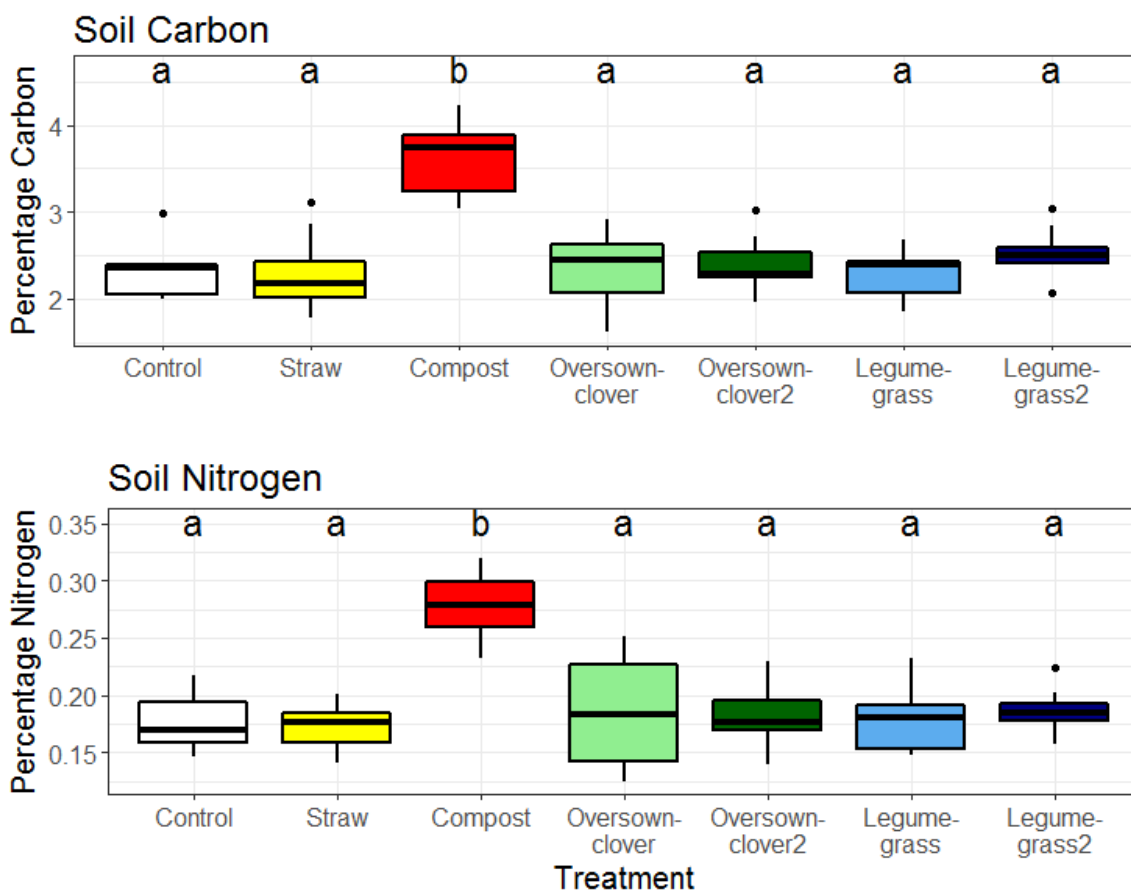 Soil Carbon
a a b a a a a
Percentage Carbon
4
3
2
Control Straw Compost Oversown- Oversown- Legume- Legume-
clover clover2 grass grass2
Soil Nitrogen
a a b a a a a
Percentage Nitrogen
0.35
0.30
0.25
0.20
0.15
Control Straw Compost Oversown- Oversown- Legume- Legume-
clover clover2 grass grass2
Treatment